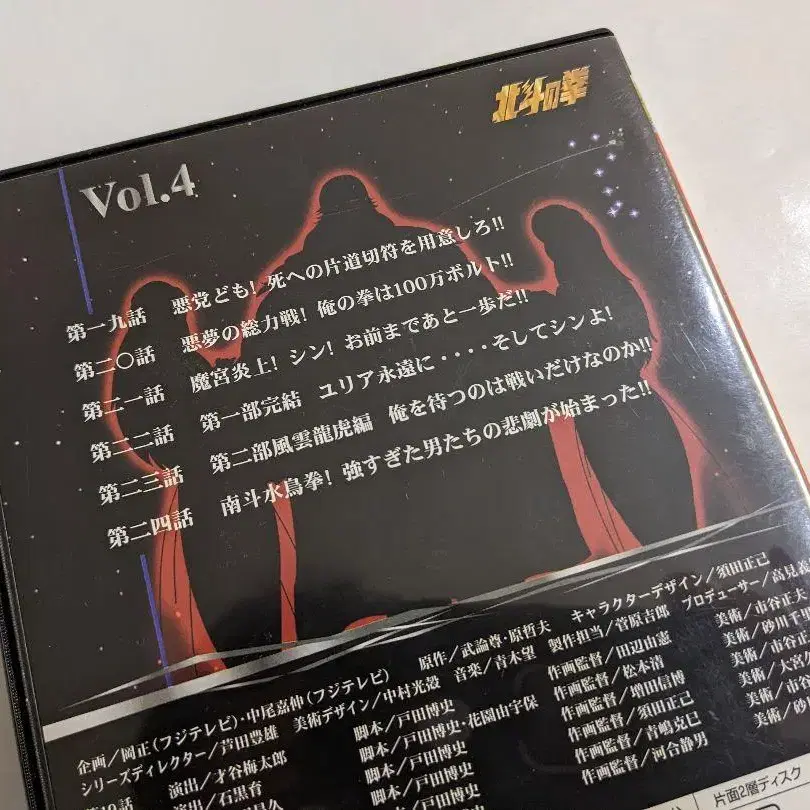 北斗の拳
Vol.4
第一九話 悪党ども! 死への片道切符を用意しろ!!
第二〇話 悪夢の総力戦! 俺の拳は100万ボルト!!
第二一話 魔宮炎上! シン! お前まであと一歩だ!!
第二二話 第一部完結 ユリア永遠に・・・・そしてシンよ!
第二三話 第二部風雲龍虎編 俺を待つのは戦いだけなのか!!
第二四話 南斗水鳥拳! 強すぎた男たちの悲劇が始まった!!
企画/岡正(フジテレビ)・中尾嘉伸(フジテレビ) 原作/武論尊・原哲夫 キャラクターデザイン/須田正己
シリーズディレクター/芦田豊雄 美術デザイン/中村光毅 音楽/青木望 製作担当/菅原吉郎 プロデューサー/高見義
第19話 演出/才谷梅太郎 脚本/戸田博史 作画監督/田辺由憲 美術/市谷正夫
演出/石黒育 脚本/戸田博史・花園由宇保 作画監督/松本清 美術/砂川千里
脚本/戸田博史 作画監督/増田信博 美術/市谷正
脚本/戸田博史 作画監督/須田正己 美術/大宮
作画監督/青嶋克己 美術/市谷
作画監督/河合静男 美術/砂
片面2層ディスク